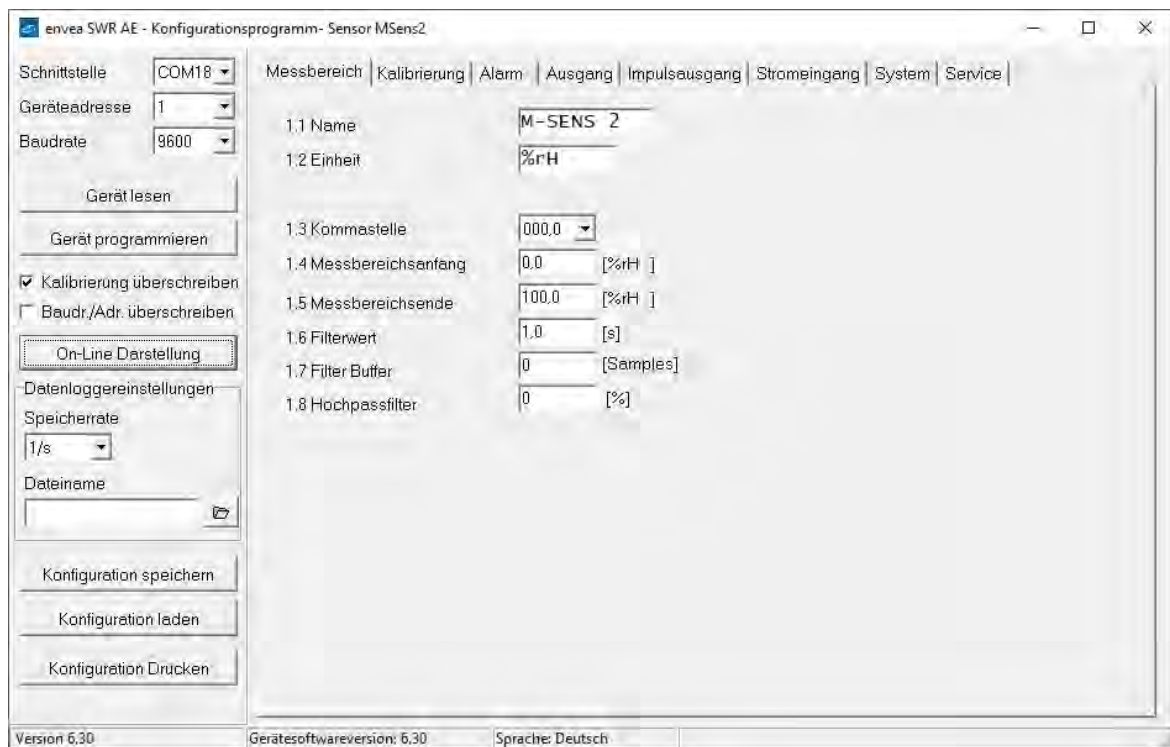 envea SWR AE - Konfigurationsprogramm- Sensor MSens2
Schnittstelle COM18
Geräteadresse 1
Baudrate 9600
Gerät lesen
Gerät programmieren
Kalibrierung überschreiben
Baudr./Adr. überschreiben
On-Line Darstellung
Datenloggereinstellungen
Speicherrate
1/s
Dateiname
Konfiguration speichern
Konfiguration laden
Konfiguration Drucken
Messbereich Kalibrierung Alarm Ausgang Impulsausgang Stromeingang System Service
1.1 Name M-SENS 2
1.2 Einheit %rH
1.3 Kommastelle 000,0
1.4 Messbereichsanfang 0,0 [%rH ]
1.5 Messbereichsende 100,0 [%rH ]
1.6 Filterwert 1,0 [s]
1.7 Filter Buffer 0 [Samples]
1.8 Hochpassfilter 0 [%]
Version 6,30 Gerätesoftwareversion: 6,30 Sprache: Deutsch